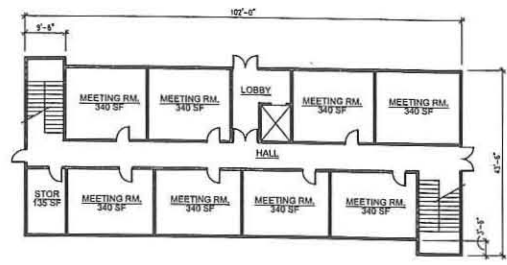 102'-0"
9'-6"
MEETING RM.
340 SF
MEETING RM.
340 SF
LOBBY
MEETING RM.
340 SF
MEETING RM.
340 SF
HALL
STOR
135 SF
MEETING RM.
340 SF
MEETING RM.
340 SF
MEETING RM.
340 SF
MEETING RM.
340 SF
43'-6"
3'-6"